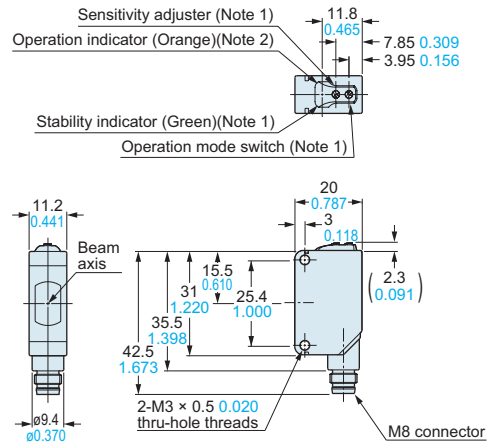 Sensitivity adjuster (Note 1)
11.8
0.465
Operation indicator (Orange)(Note 2)
7.85 0.309
3.95 0.156
Stability indicator (Green)(Note 1)
Operation mode switch (Note 1)
20
0.787
11.2
0.441
3
0.118
Beam
axis
15.5
0.610
2.3
0.091
( )
31
1.220
25.4
1.000
35.5
1.398
42.5
1.673
ø9.4
ø0.370
2-M3 × 0.5 0.020
thru-hole threads
M8 connector